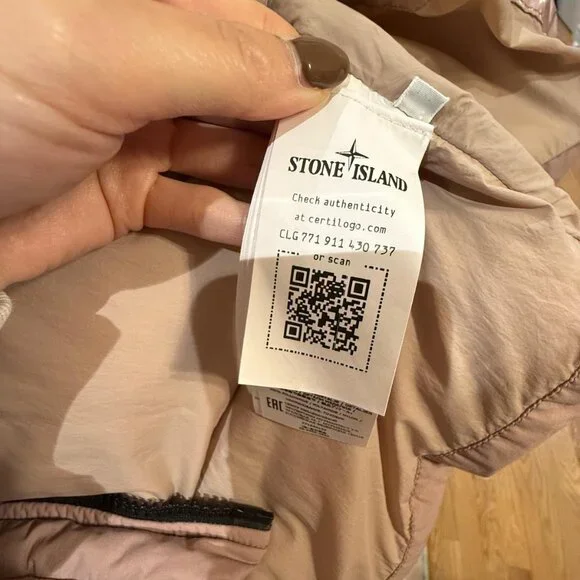 STONE ISLAND
Check authenticity
at certilogo.com
CLG 771 911 430 737
or scan
EAC